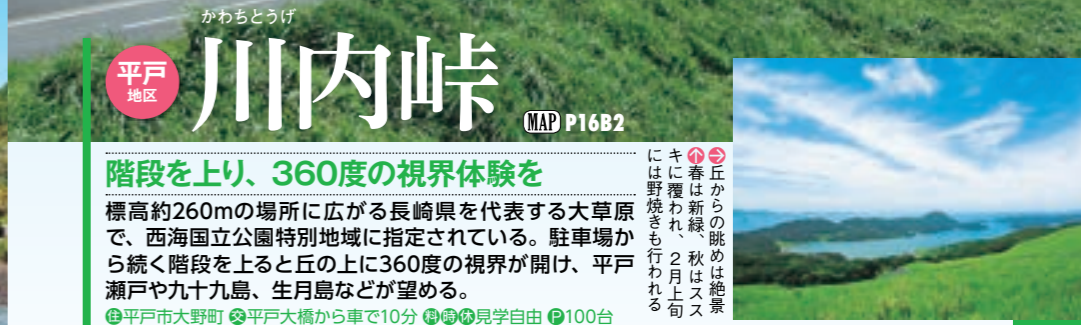 かわちとうげ
平戸
地区
川内峠
MAP P16B2
階段を上り、360度の視界体験を
標高約260mの場所に広がる長崎県を代表する大草原
で、西海国立公園特別地域に指定されている。駐車場か
ら続く階段を上ると丘の上に360度の視界が開け、平戸
瀬戸や九十九島、生月島などが望める。
住平戸市大野町 交平戸大橋から車で10分 料時休見学自由 P100台
→丘からの眺めは絶景
↑春は新緑、秋はスス
キに覆われ、2月上旬
には野焼きも行われる